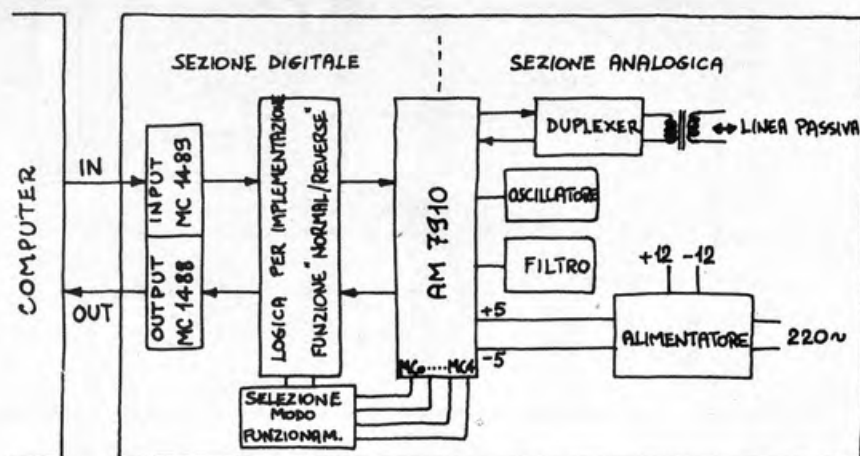 SEZIONE DIGITALE
SEZIONE ANALOGICA
COMPUTER
IN
OUT
INPUT
MC 1489
OUTPUT
MC 1488
LOGICA PER IMPLEMENTAZIONE
FUNZIONE "NORMAL/REVERSE"
AM 7910
MC0 ..... MC4
+5
-5
DUPLEXER
LINEA PASSIVA
OSCILLATORE
FILTRO
+12 -12
ALIMENTATORE
220~
SELEZIONE
MODO
FUNZIONAM.